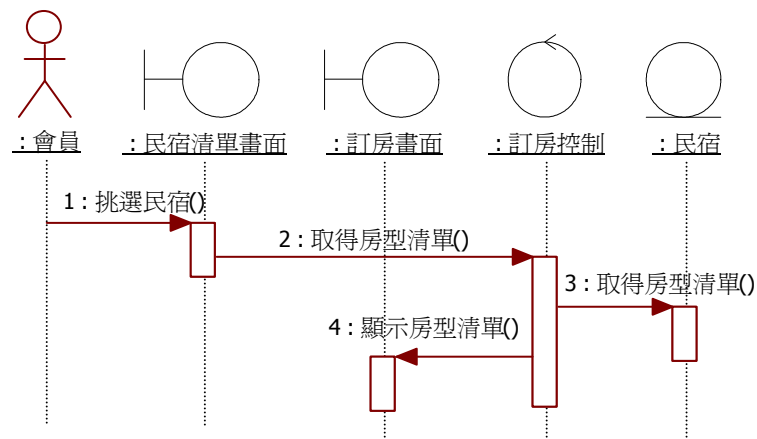 :會員
:民宿清單畫面
:訂房畫面
:訂房控制
:民宿
1:挑選民宿()
2:取得房型清單()
3:取得房型清單()
4:顯示房型清單()